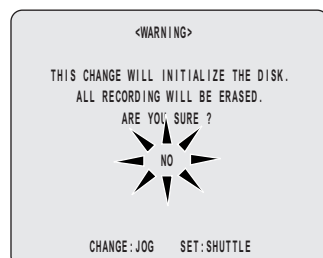 <WARNING>
THIS CHANGE WILL INITIALIZE THE DISK.
ALL RECORDING WILL BE ERASED.
ARE YOU SURE ?
NO
CHANGE:JOG SET:SHUTTLE